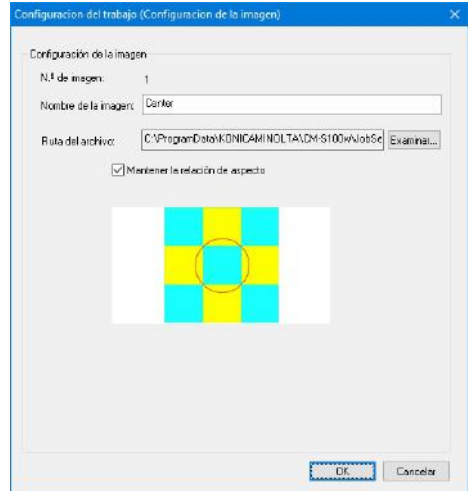 Configuracion del trabajo (Configuracion de la imagen)
Configuración de la imagen
N.º de imagen: 1
Nombre de la imagen: Center
Ruta del archivo: C:\ProgramData\KONICAMINOLTA\CM-S100w\JobSe Examinar...
Mantener la relación de aspecto
OK Cancelar